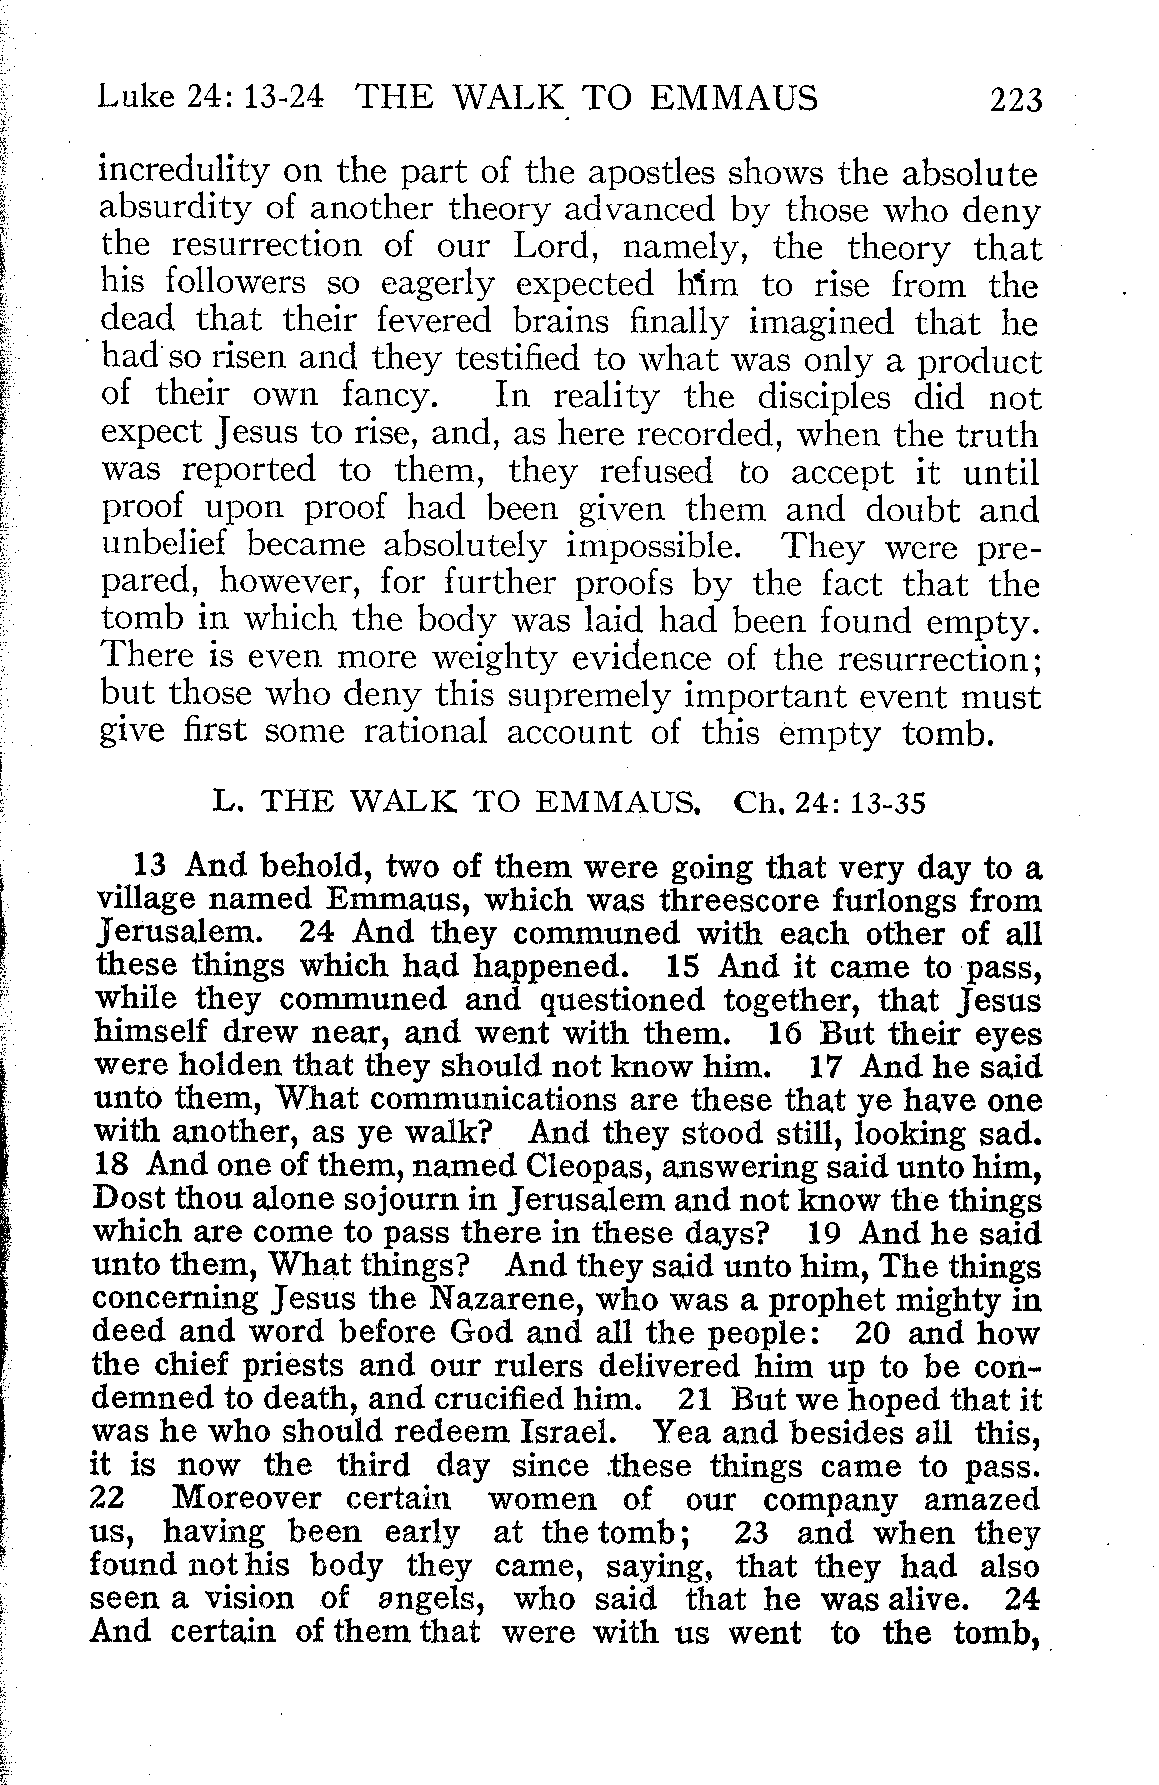 Luke 24: 13-24 THE WALK TO EMMAUS 223
incredulity on the part of the apostles shows the absolute
absurdity of another theory advanced by those who deny
the resurrection of our Lord, namely, the theory that
his followers so eagerly expected him to rise from the
dead that their fevered brains finally imagined that he
had so risen and they testified to what was only a product
of their own fancy. In reality the disciples did not
expect Jesus to rise, and, as here recorded, when the truth
was reported to them, they refused to accept it until
proof upon proof had been given them and doubt and
unbelief became absolutely impossible. They were pre-
pared, however, for further proofs by the fact that the
tomb in which the body was laid had been found empty.
There is even more weighty evidence of the resurrection;
but those who deny this supremely important event must
give first some rational account of this empty tomb.
L. THE WALK TO EMMAUS. Ch. 24: 13-35
13 And behold, two of them were going that very day to a
village named Emmaus, which was threescore furlongs from
Jerusalem. 24 And they communed with each other of all
these things which had happened. 15 And it came to pass,
while they communed and questioned together, that Jesus
himself drew near, and went with them. 16 But their eyes
were holden that they should not know him. 17 And he said
unto them, What communications are these that ye have one
with another, as ye walk? And they stood still, looking sad.
18 And one of them, named Cleopas, answering said unto him,
Dost thou alone sojourn in Jerusalem and not know the things
which are come to pass there in these days? 19 And he said
unto them, What things? And they said unto him, The things
concerning Jesus the Nazarene, who was a prophet mighty in
deed and word before God and all the people: 20 and how
the chief priests and our rulers delivered him up to be con-
demned to death, and crucified him. 21 But we hoped that it
was he who should redeem Israel. Yea and besides all this,
it is now the third day since these things came to pass.
22 Moreover certain women of our company amazed
us, having been early at the tomb; 23 and when they
found not his body they came, saying, that they had also
seen a vision of angels, who said that he was alive. 24
And certain of them that were with us went to the tomb,